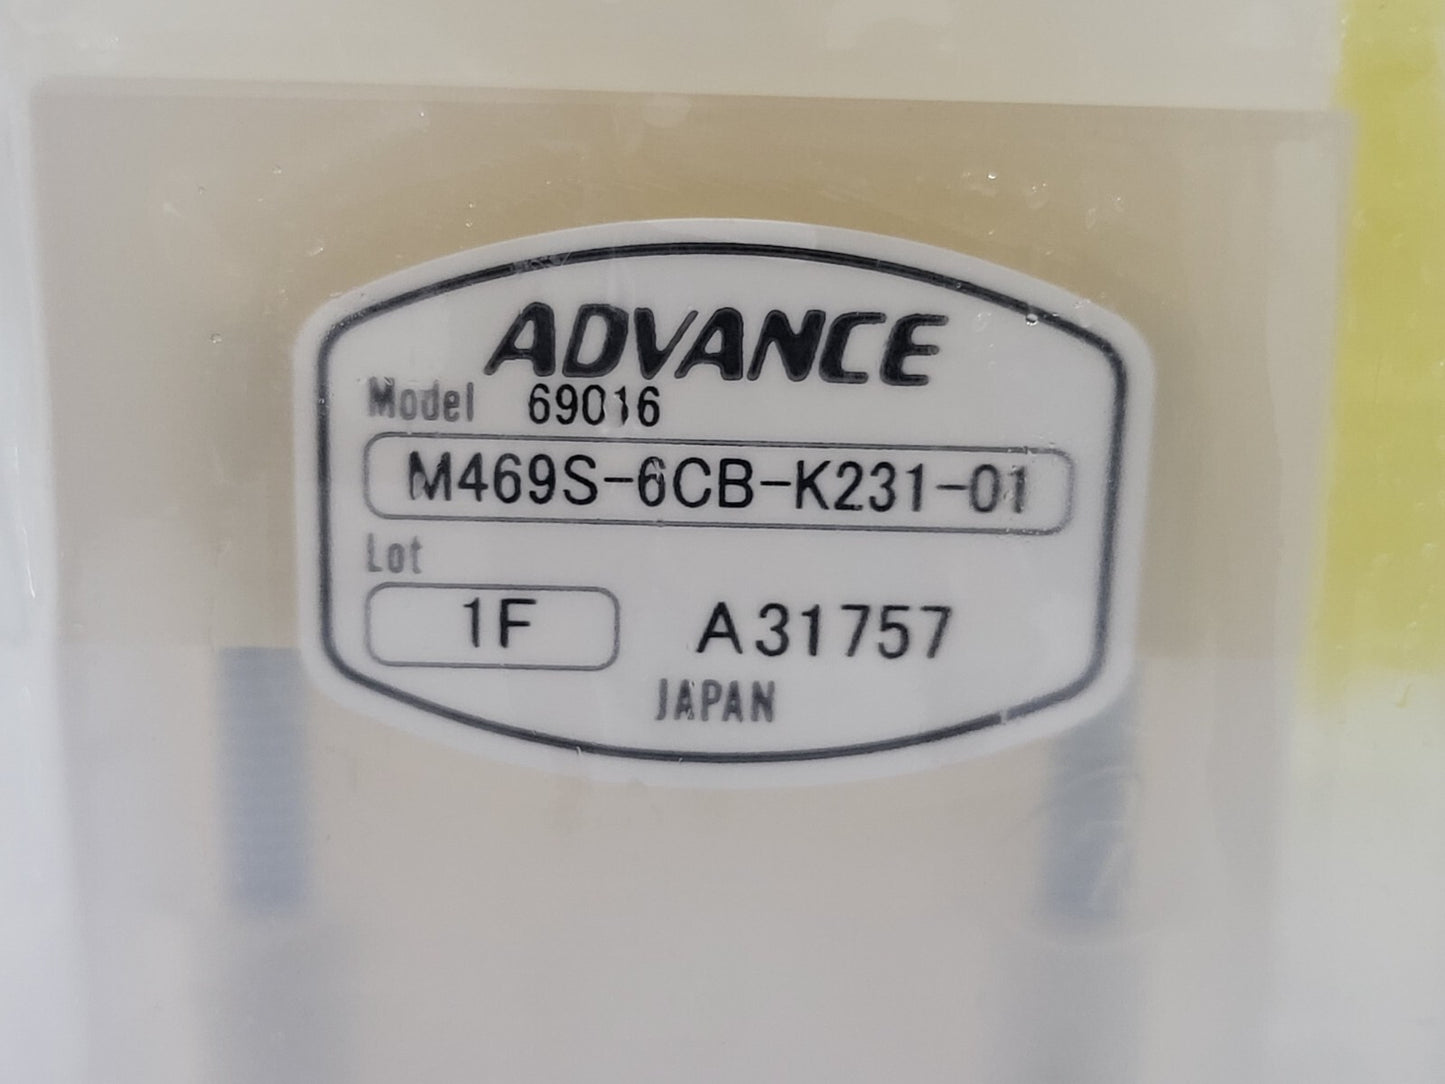 ADVANCE
Model 69016
M469S-6CB-K231-01
Lot
1F A31757
JAPAN